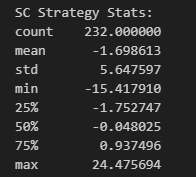 SC Strategy Stats:
count    232.000000
mean      -1.698613
std        5.647597
min      -15.417910
25%       -1.752747
50%       -0.048025
75%        0.937496
max       24.475694